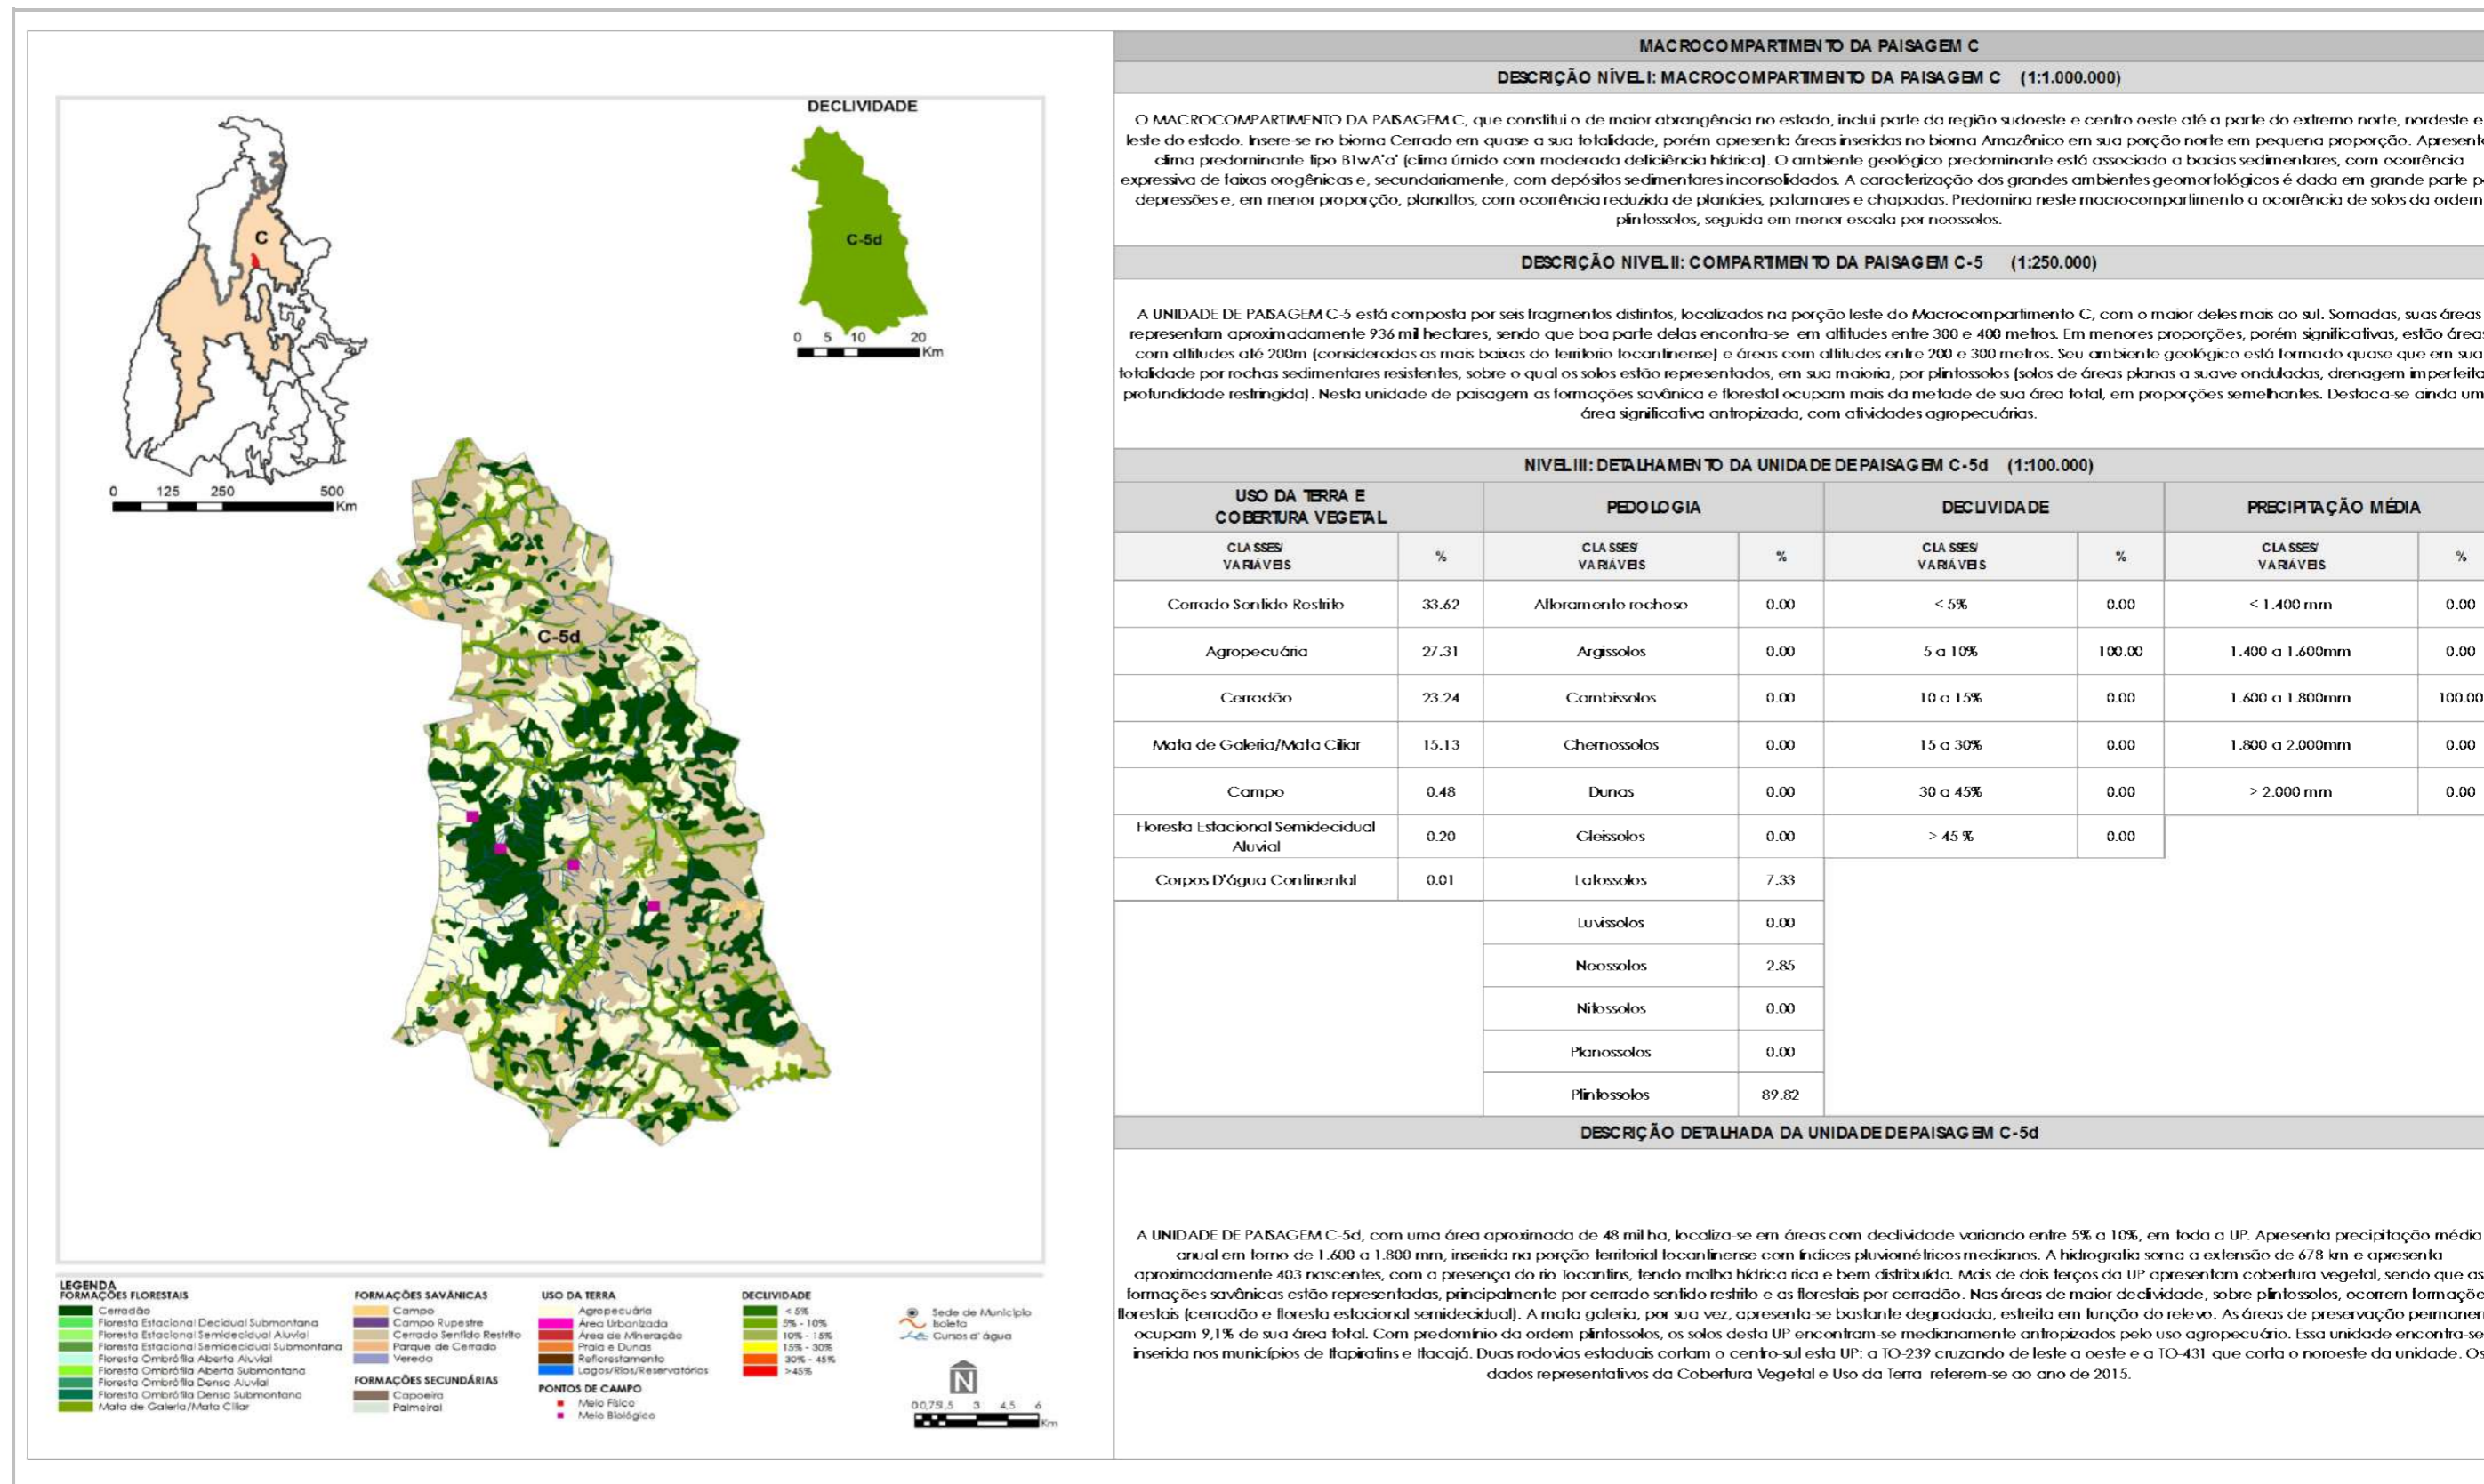 DECLIVIDADE
C
C-5d
0 5 10 20
Km
0 125 250 500
Km
C-5d
LEGENDA
FORMAÇÕES FLORESTAIS
Cerradão
Floresta Estacional Decidual Submontana
Floresta Estacional Semidecidual Aluvial
Floresta Estacional Semidecidual Submontana
Floresta Ombrófila Aberta Aluvial
Floresta Ombrófila Aberta Submontana
Floresta Ombrófila Densa Aluvial
Floresta Ombrófila Densa Submontana
Mata de Galeria/Mata Ciliar
FORMAÇÕES SAVÂNICAS
Campo
Campo Rupestre
Cerrado Sentido Restrito
Parque de Cerrado
Vereda
FORMAÇÕES SECUNDÁRIAS
Capoeira
Palmeiral
USO DA TERRA
Agropecuária
Área Urbanizada
Área de Mineração
Praia e Dunas
Reflorestamento
Lagos/Rios/Reservatórios
PONTOS DE CAMPO
Meio Físico
Meio Biológico
DECLIVIDADE
< 5%
5% - 10%
10% - 15%
15% - 30%
30% - 45%
>45%
Sede de Município
Isoleta
Cursos d' água
N
0 0,75 1,5 3 4,5 6
Km
MACROCOMPARTIMENTO DA PAISAGEM C
DESCRIÇÃO NÍVEL I: MACROCOMPARTIMENTO DA PAISAGEM C (1:1.000.000)
O MACROCOMPARTIMENTO DA PAISAGEM C, que constitui o de maior abrangência no estado, inclui parte da região sudoeste e centro oeste até a parte do extremo norte, nordeste e
leste do estado. Insere se no bioma Cerrado em quase a sua totalidade, porém apresenta áreas inseridas no bioma Amazônico em sua porção norte em pequena proporção. Apresent
clima predominante tipo B1wA'a' (clima úmido com moderada deficiência hídrica). O ambiente geológico predominante está associado a bacias sedimentares, com ocorrência
expressiva de faixas orogênicas e, secundariamente, com depósitos sedimentares inconsolidados. A caracterização dos grandes ambientes geomorfológicos é dada em grande parte p
depressões e, em menor proporção, planaltos, com ocorrência reduzida de planícies, patamares e chapadas. Predomina neste macrocompartimento a ocorrência de solos da ordem
plintossolos, seguida em menor escala por neossolos.
DESCRIÇÃO NIVEL II: COMPARTIMENTO DA PAISAGEM C-5 (1:250.000)
A UNIDADE DE PAISAGEM C-5 está composta por seis fragmentos distintos, localizados na porção leste do Macrocompartimento C, com o maior deles mais ao sul. Somadas, suas áreas
representam aproximadamente 936 mil hectares, sendo que boa parte delas encontra-se em altitudes entre 300 e 400 metros. Em menores proporções, porém significativas, estão áreas
com altitudes até 200m (consideradas as mais baixas do territorio tocantinense) e áreas com altitudes entre 200 e 300 metros. Seu ambiente geológico está formado quase que em sua
totalidade por rochas sedimentares resistentes, sobre o qual os solos estão representados, em sua maioria, por plintossolos (solos de áreas planas a suave onduladas, drenagem imperfeita
profundidade restringida). Nesta unidade de paisagem as formações savânica e florestal ocupam mais da metade de sua área total, em proporções semelhantes. Destaca-se ainda um
área significativa antropizada, com atividades agropecuárias.
NIVEL III: DETALHAMENTO DA UNIDADE DE PAISAGEM C-5d (1:100.000)
USO DA TERRA E
COBERTURA VEGETAL PEDOLOGIA DECLIVIDADE PRECIPITAÇÃO MÉDIA
CLASSES/ CLASSES/ CLASSES/ CLASSES/
VARIÁVEIS % VARIÁVEIS % VARIÁVEIS % VARIÁVEIS %
Cerrado Sentido Restrito 33.62 Afloramento rochoso 0.00 < 5% 0.00 < 1.400 mm 0.00
Agropecuária 27.31 Argissolos 0.00 5 a 10% 100.00 1.400 a 1.600mm 0.00
Cerradão 23.24 Cambissolos 0.00 10 a 15% 0.00 1.600 a 1.800mm 100.00
Mata de Galeria/Mata Ciliar 15.13 Chernossolos 0.00 15 a 30% 0.00 1.800 a 2.000mm 0.00
Campo 0.48 Dunas 0.00 30 a 45% 0.00 > 2.000 mm 0.00
Floresta Estacional Semidecidual
Aluvial 0.20 Gleissolos 0.00 > 45 % 0.00
Corpos D'água Continental 0.01 Latossolos 7.33
Luvissolos 0.00
Neossolos 2.85
Nitossolos 0.00
Planossolos 0.00
Plintossolos 89.82
DESCRIÇÃO DETALHADA DA UNIDADE DE PAISAGEM C-5d
A UNIDADE DE PAISAGEM C-5d, com uma área aproximada de 48 mil ha, localiza-se em áreas com declividade variando entre 5% a 10%, em toda a UP. Apresenta precipitação média
anual em torno de 1.600 a 1.800 mm, inserida na porção territorial tocantinense com índices pluviométricos medianos. A hidrografia soma a extensão de 678 km e apresenta
aproximadamente 403 nascentes, com a presença do rio tocantins, tendo malha hídrica rica e bem distribuída. Mais de dois terços da UP apresentam cobertura vegetal, sendo que as
formações savânicas estão representadas, principalmente por cerrado sentido restrito e as florestais por cerradão. Nas áreas de maior declividade, sobre plintossolos, ocorrem formaçõe
florestais (cerradão e floresta estacional semidecidual). A mata galeria, por sua vez, apresenta-se bastante degradada, estreita em função do relevo. As áreas de preservação permanen
ocupam 9,1% de sua área total. Com predomínio da ordem plintossolos, os solos desta UP encontram-se medianamente antropizados pelo uso agropecuário. Essa unidade encontra-se
inserida nos municípios de Itapiratins e Itacajá. Duas rodovias estaduais cortam o centro-sul esta UP: a TO-239 cruzando de leste a oeste e a TO-431 que corta o noroeste da unidade. Os
dados representativos da Cobertura Vegetal e Uso da Terra referem-se ao ano de 2015.